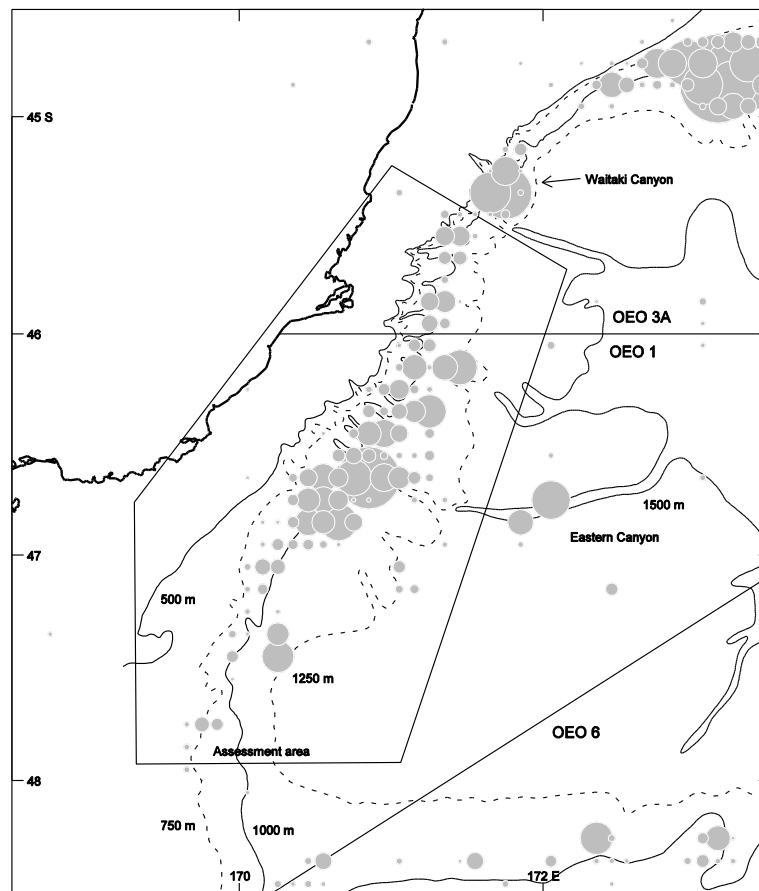 45 S
Waitaki Canyon
OEO 3A
46
OEO 1
1500 m
Eastern Canyon
47
500 m
1250 m
OEO 6
Assessment area
48
750 m
1000 m
170
172 E